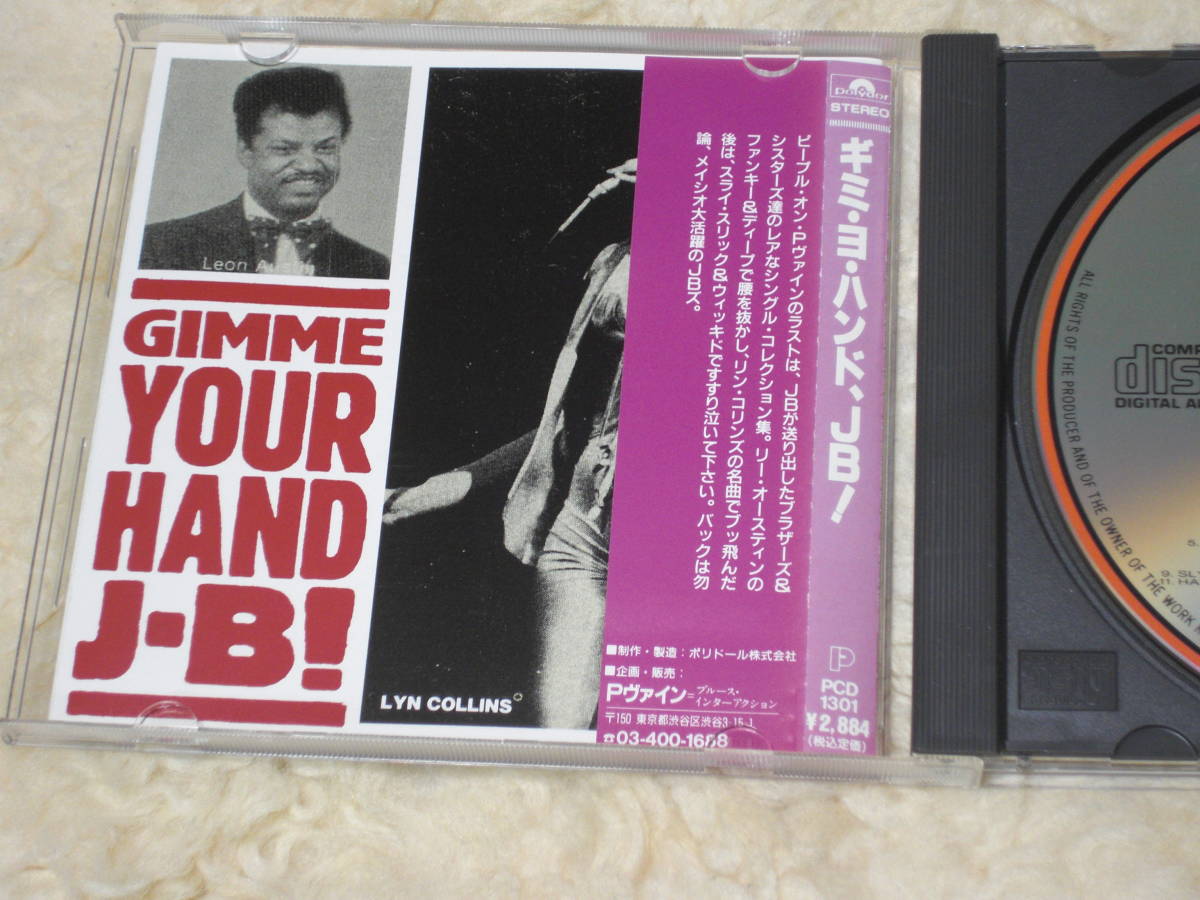 Leon Austin
GIMME
YOUR
HAND
J-B!
LYN COLLINS
ピープル・オン・Pヴァインのラストは、JBが送り出したブラザーズ&
シスターズ達のレアなシングル・コレクション集。リー・オースティンの
ファンキー&ディープで腰を抜かし、リン・コリンズの名曲でブッ飛んだ
後は、スライ・スリック&ウィッキドですすり泣いて下さい。バックは勿
論、メイシオ大活躍のJBズ。
■制作・製造：ポリドール株式会社
■企画・販売：
Pヴァイン=ブルース・インターアクション
〒150 東京都渋谷区渋谷3-15-1
☎03-400-1688
polydor
STEREO
ギミ・ヨ・ハンド、JB!
P
PCD
1301
¥2,884
(税込定価)
ALL RIGHTS OF THE PRODUCER AND OF THE OWNER OF THE WORK
COMP
dis
DIGITAL AU
5.
9. SLY
11. HA